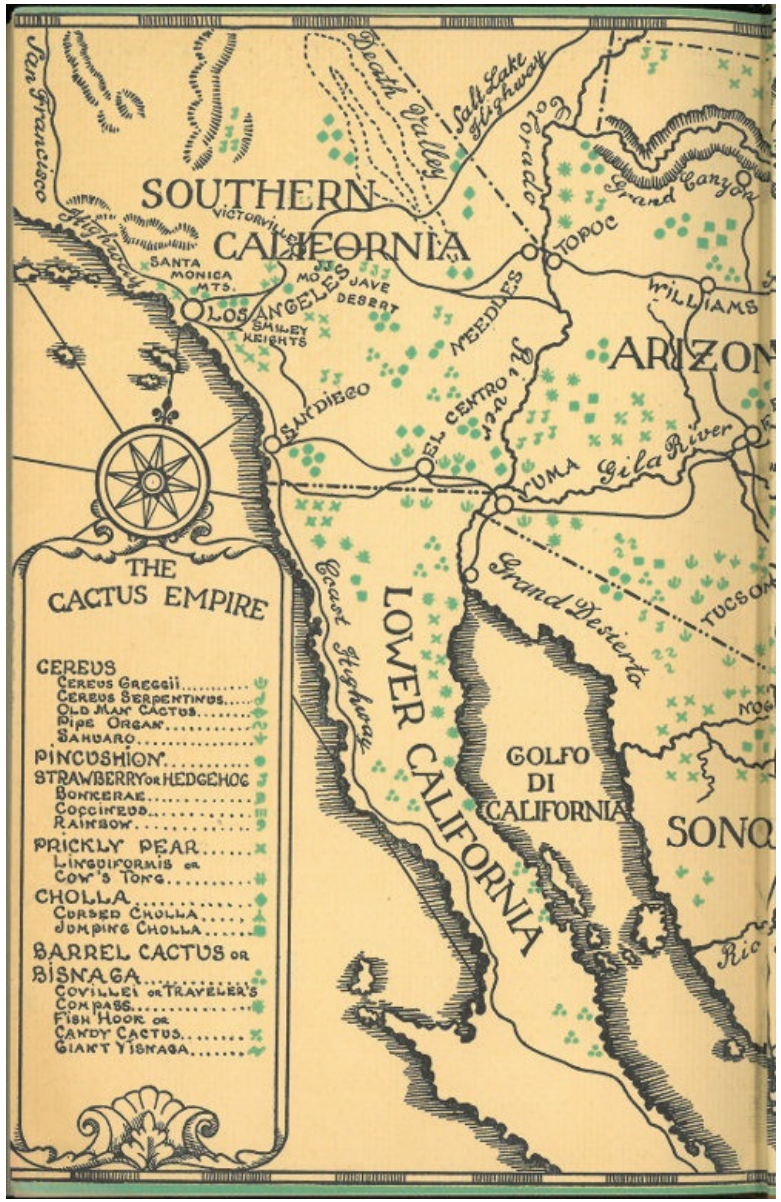 San Francisco
Highway
Death Valley
Salt Lake
Highway
Colorado
River
Grand Canyon
SOUTHERN
CALIFORNIA
VICTORVILLE
SANTA
MONICA
MTS.
LOS ANGELES
MOJAVE
DESERT
SMILEY
HEIGHTS
NEEDLES
TOPOC
WILLIAMS
ARIZON
SAN DIEGO
EL CENTRO
YUMA
Gila River
Grand Desierto
TUCSON
NOG
Coast Highway
LOWER CALIFORNIA
GOLFO
DI
CALIFORNIA
SONO
Rio
THE
CACTUS EMPIRE
CEREUS
CEREUS GREGGII
CEREUS SERPENTINUS
OLD MAN CACTUS
PIPE ORGAN
SAHUARO
PINCUSHION
STRAWBERRY OR HEDGEHOG
BONKERAE
COCCINEUS
RAINBOW
PRICKLY PEAR
LINGUIFORMIS OR
COW'S TONG
CHOLLA
CURSED CHOLLA
JUMPING CHOLLA
BARREL CACTUS OR
BISNAGA
COVILLEI OR TRAVELER'S
COMPASS
FISH HOOK OR
CANDY CACTUS
GIANT VISNAGA